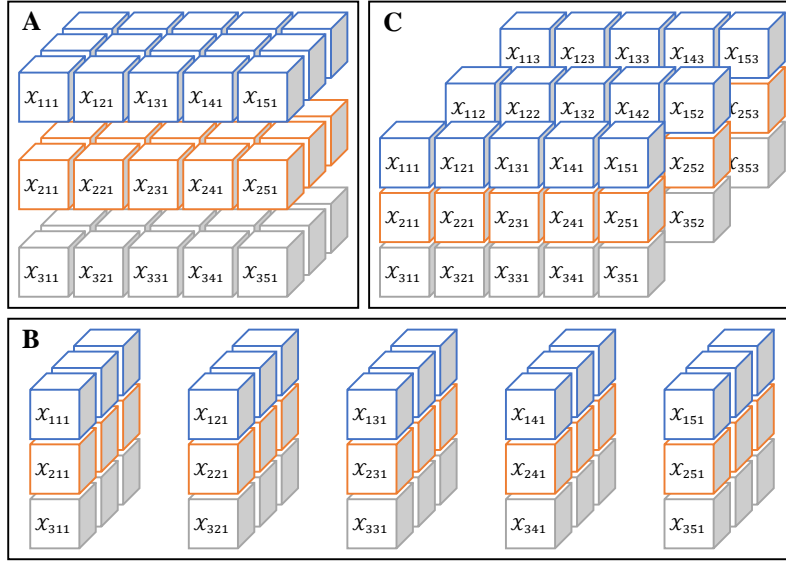 A
x₁₁₁ x₁₂₁ x₁₃₁ x₁₄₁ x₁₅₁
x₂₁₁ x₂₂₁ x₂₃₁ x₂₄₁ x₂₅₁
x₃₁₁ x₃₂₁ x₃₃₁ x₃₄₁ x₃₅₁
C
x₁₁₃ x₁₂₃ x₁₃₃ x₁₄₃ x₁₅₃
x₁₁₂ x₁₂₂ x₁₃₂ x₁₄₂ x₁₅₂ x₂₅₃
x₁₁₁ x₁₂₁ x₁₃₁ x₁₄₁ x₁₅₁ x₂₅₂ x₃₅₃
x₂₁₁ x₂₂₁ x₂₃₁ x₂₄₁ x₂₅₁ x₃₅₂
x₃₁₁ x₃₂₁ x₃₃₁ x₃₄₁ x₃₅₁
B
x₁₁₁ x₁₂₁ x₁₃₁ x₁₄₁ x₁₅₁
x₂₁₁ x₂₂₁ x₂₃₁ x₂₄₁ x₂₅₁
x₃₁₁ x₃₂₁ x₃₃₁ x₃₄₁ x₃₅₁